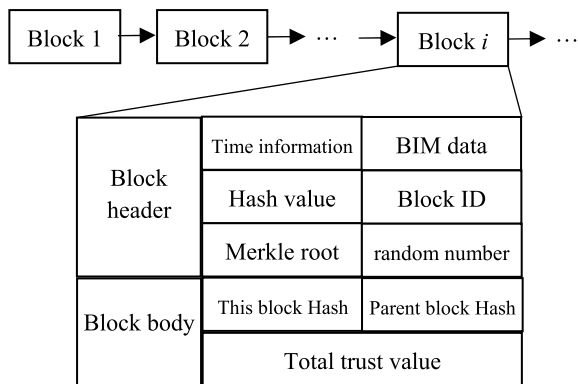 Block 1 Block 2 ... Block i ...
Time information BIM data
Block header
Hash value Block ID
Merkle root random number
Block body
This block Hash Parent block Hash
Total trust value